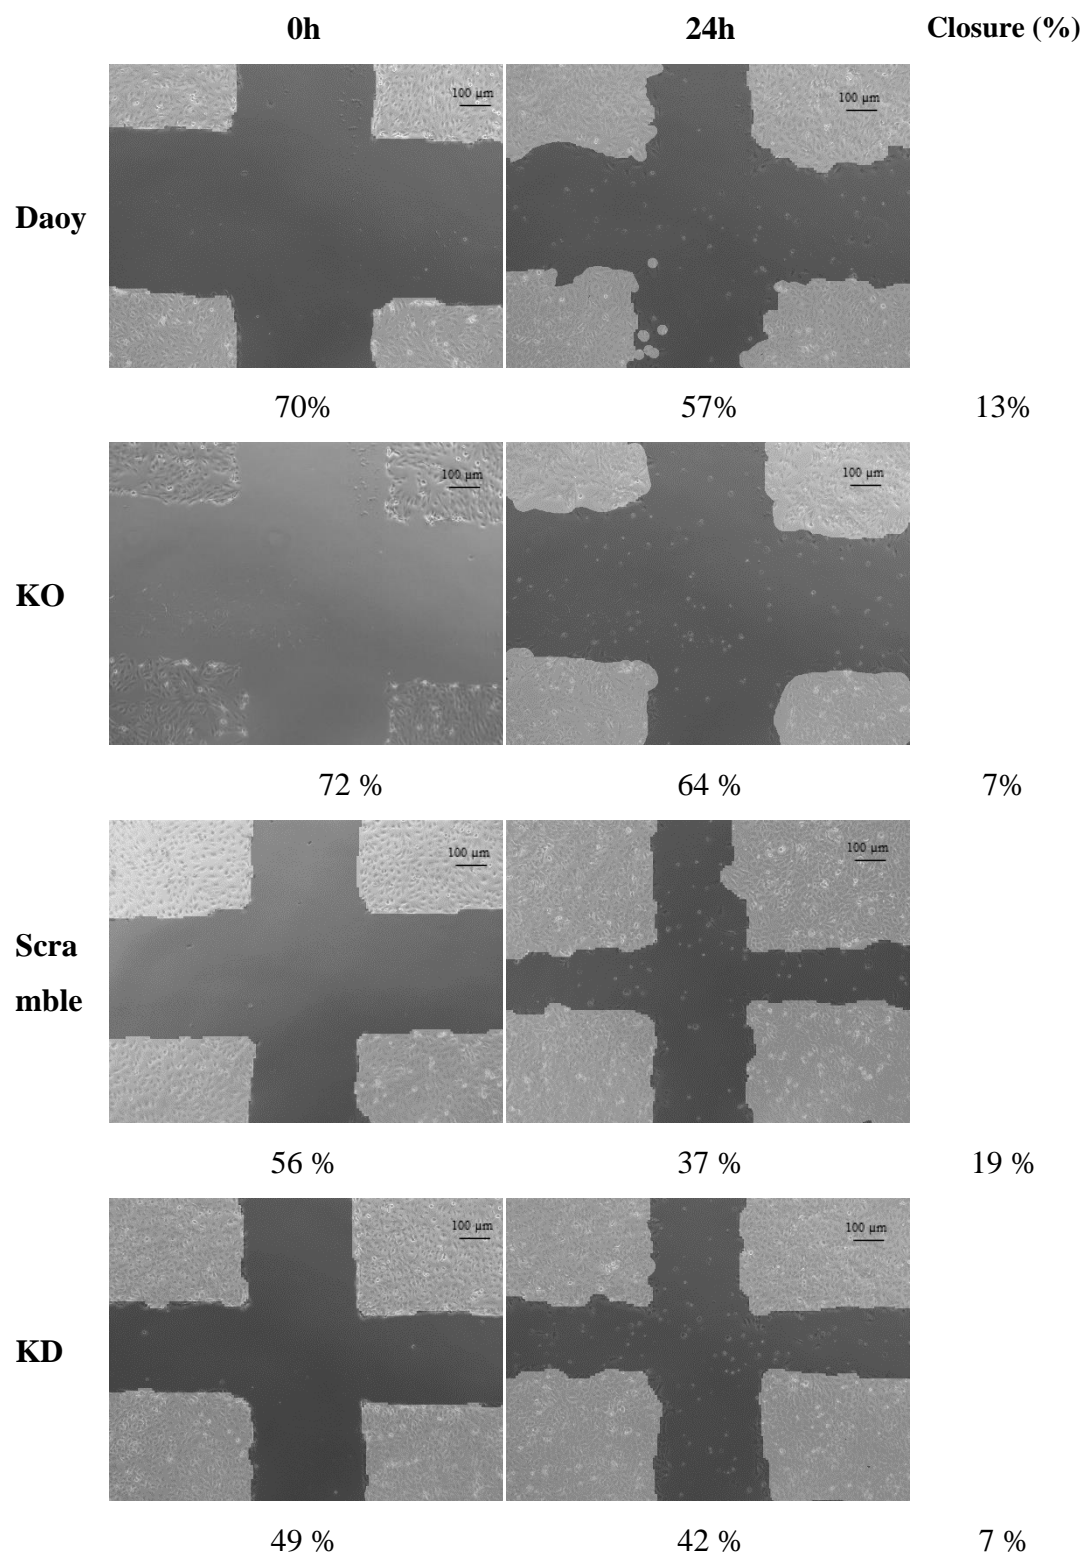 0h 24h Closure (%)
100 µm 100 µm
Daoy
70% 57% 13%
100 µm 100 µm
KO
72 % 64 % 7%
100 µm 100 µm
Scra
mble
56 % 37 % 19 %
100 µm 100 µm
KD
49 % 42 % 7 %